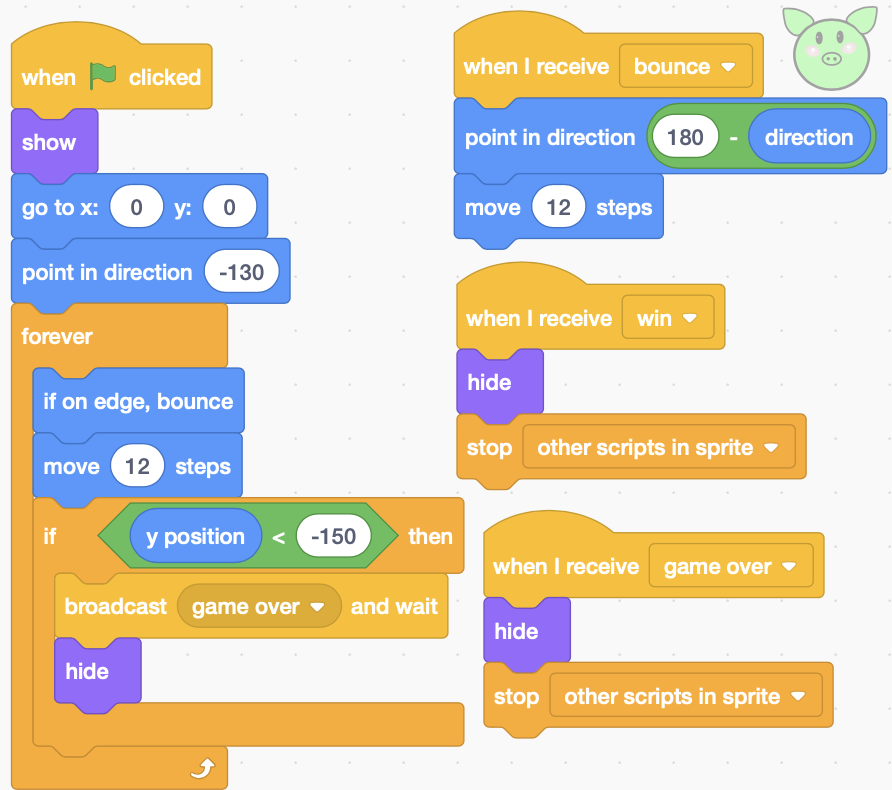 when clicked
show
go to x: 0 y: 0
point in direction -130
forever
if on edge, bounce
move 12 steps
if y position < -150 then
broadcast game over and wait
hide
when I receive bounce
point in direction 180 - direction
move 12 steps
when I receive win
hide
stop other scripts in sprite
when I receive game over
hide
stop other scripts in sprite